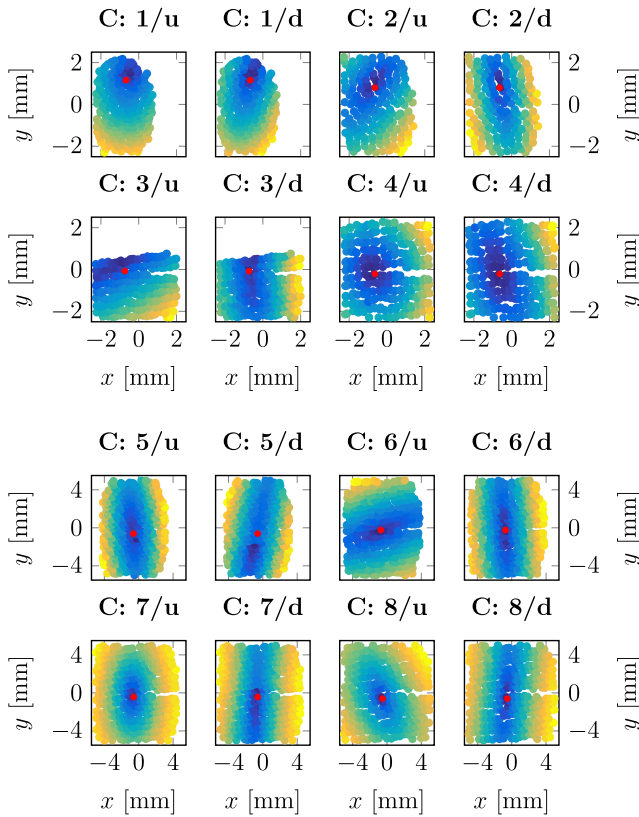 C: 1/u C: 1/d C: 2/u C: 2/d
y [mm] 2 0 −2 2 0 −2 y [mm]
C: 3/u C: 3/d C: 4/u C: 4/d
y [mm] 2 0 −2 2 0 −2 y [mm]
−2 0 2 −2 0 2 −2 0 2 −2 0 2
x [mm] x [mm] x [mm] x [mm]
C: 5/u C: 5/d C: 6/u C: 6/d
y [mm] 4 0 −4 4 0 −4 y [mm]
C: 7/u C: 7/d C: 8/u C: 8/d
y [mm] 4 0 −4 4 0 −4 y [mm]
−4 0 4 −4 0 4 −4 0 4 −4 0 4
x [mm] x [mm] x [mm] x [mm]